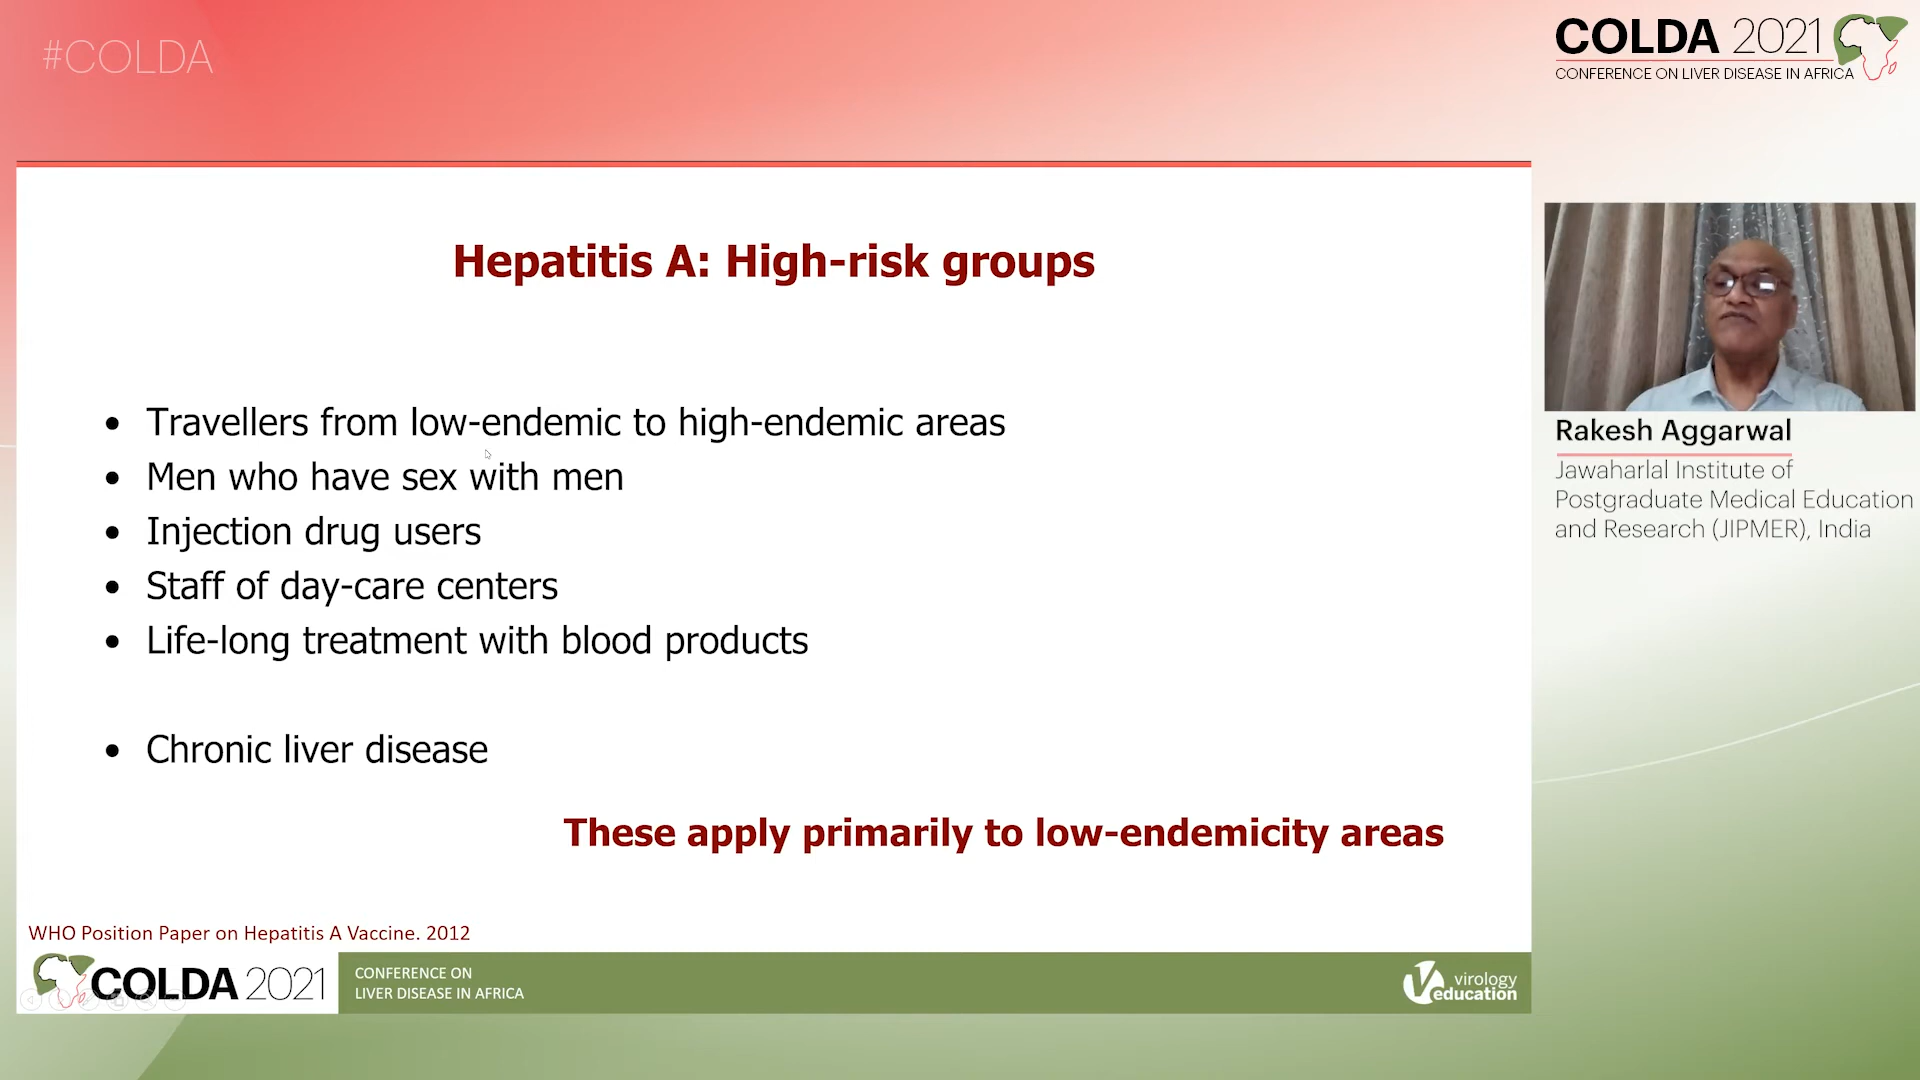 #COLDA
COLDA 2021
CONFERENCE ON LIVER DISEASE IN AFRICA
Hepatitis A: High-risk groups
• Travellers from low-endemic to high-endemic areas
• Men who have sex with men
• Injection drug users
• Staff of day-care centers
• Life-long treatment with blood products
• Chronic liver disease
These apply primarily to low-endemicity areas
WHO Position Paper on Hepatitis A Vaccine. 2012
COLDA 2021
CONFERENCE ON
LIVER DISEASE IN AFRICA
virology
education
Rakesh Aggarwal
Jawaharlal Institute of
Postgraduate Medical Education
and Research (JIPMER), India